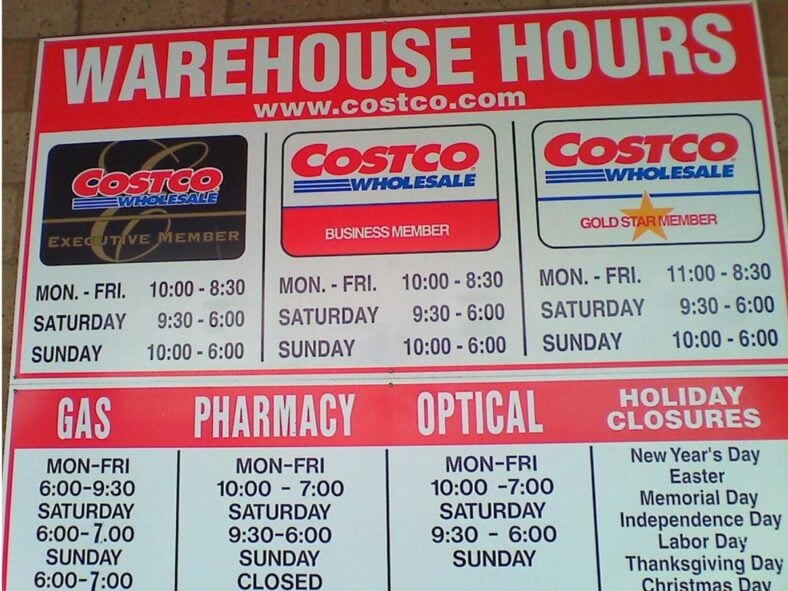 WAREHOUSE HOURS
www.costco.com
COSTCO
WHOLESALE
EXECUTIVE MEMBER
MON. - FRI. 10:00 - 8:30
SATURDAY 9:30 - 6:00
SUNDAY 10:00 - 6:00
COSTCO
WHOLESALE
BUSINESS MEMBER
MON. - FRI. 10:00 - 8:30
SATURDAY 9:30 - 6:00
SUNDAY 10:00 - 6:00
COSTCO
WHOLESALE
GOLD STAR MEMBER
MON. - FRI. 11:00 - 8:30
SATURDAY 9:30 - 6:00
SUNDAY 10:00 - 6:00
GAS
MON-FRI
6:00-9:30
SATURDAY
6:00-7.00
SUNDAY
6:00-7:00
PHARMACY
MON-FRI
10:00 - 7:00
SATURDAY
9:30-6:00
SUNDAY
CLOSED
OPTICAL
MON-FRI
10:00 -7:00
SATURDAY
9:30 - 6:00
SUNDAY
HOLIDAY
CLOSURES
New Year's Day
Easter
Memorial Day
Independence Day
Labor Day
Thanksgiving Day
Christmas Day